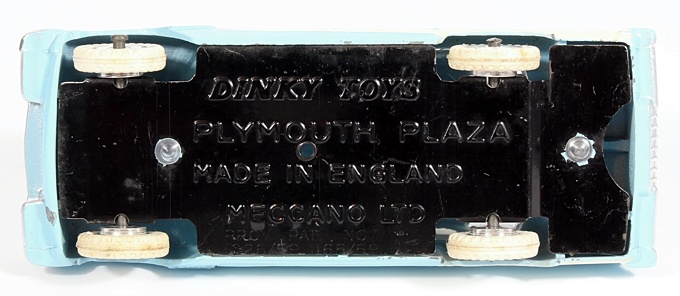 DINKY TOYS
PLYMOUTH PLAZA
MADE IN ENGLAND
MECCANO LTD